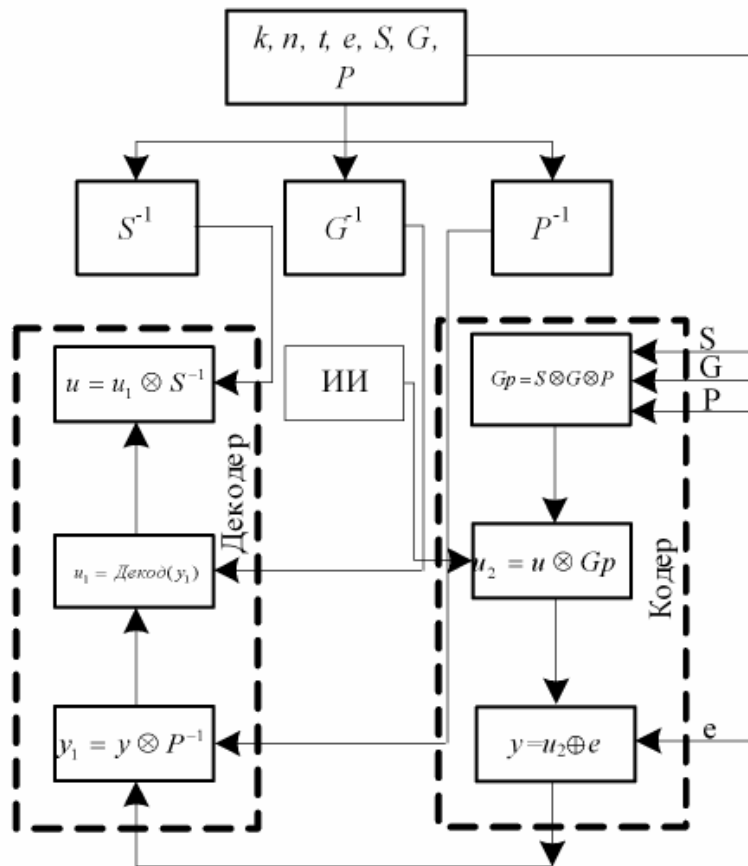 k, n, t, e, S, G,
P
S⁻¹
G⁻¹
P⁻¹
u = u₁ ⊗ S⁻¹
ИИ
Gp = S⊗G⊗P
S
G
P
Декодер
u₁ = Декод(y₁)
u₂ = u ⊗ Gp
Кодер
y₁ = y ⊗ P⁻¹
y=u₂⊕e
e